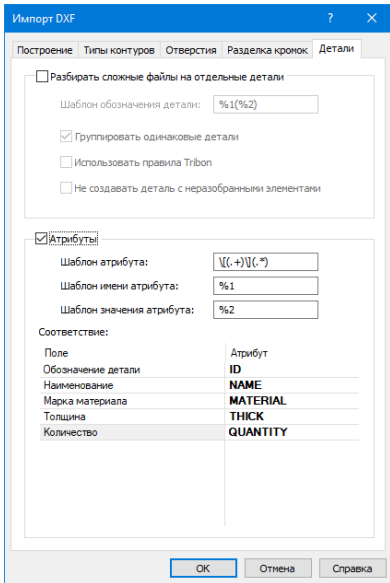 Импорт DXF ? ×
Построение Типы контуров Отверстия Разделка кромок Детали
Разбирать сложные файлы на отдельные детали
Шаблон обозначения детали: %1(%2)
Группировать одинаковые детали
Использовать правила Tribon
Не создавать деталь с неразобранными элементами
Атрибуты
Шаблон атрибута: \[(.+)\](.*)
Шаблон имени атрибута: %1
Шаблон значения атрибута: %2
Соответствие:
Поле Атрибут
Обозначение детали ID
Наименование NAME
Марка материала MATERIAL
Толщина THICK
Количество QUANTITY
OK Отмена Справка